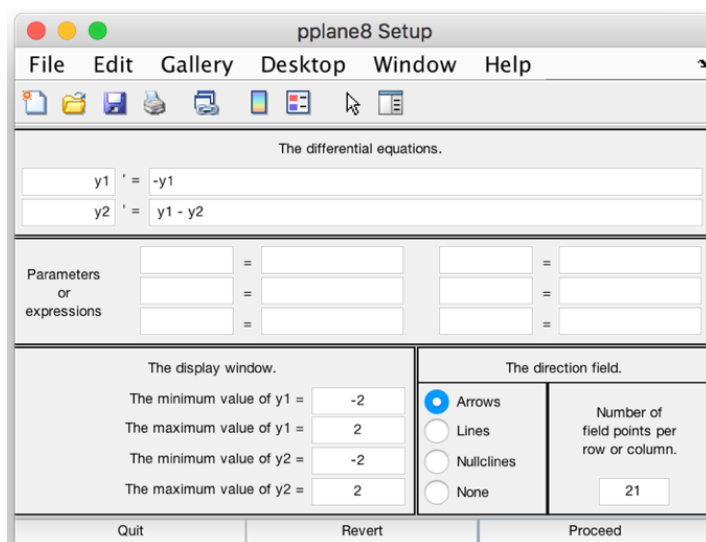 pplane8 Setup
File Edit Gallery Desktop Window Help
The differential equations.
y1 ' = -y1
y2 ' = y1 - y2
Parameters
or
expressions
= =
= =
= =
The display window.
The minimum value of y1 = -2
The maximum value of y1 = 2
The minimum value of y2 = -2
The maximum value of y2 = 2
The direction field.
Arrows
Lines
Nullclines
None
Number of
field points per
row or column.
21
Quit Revert Proceed